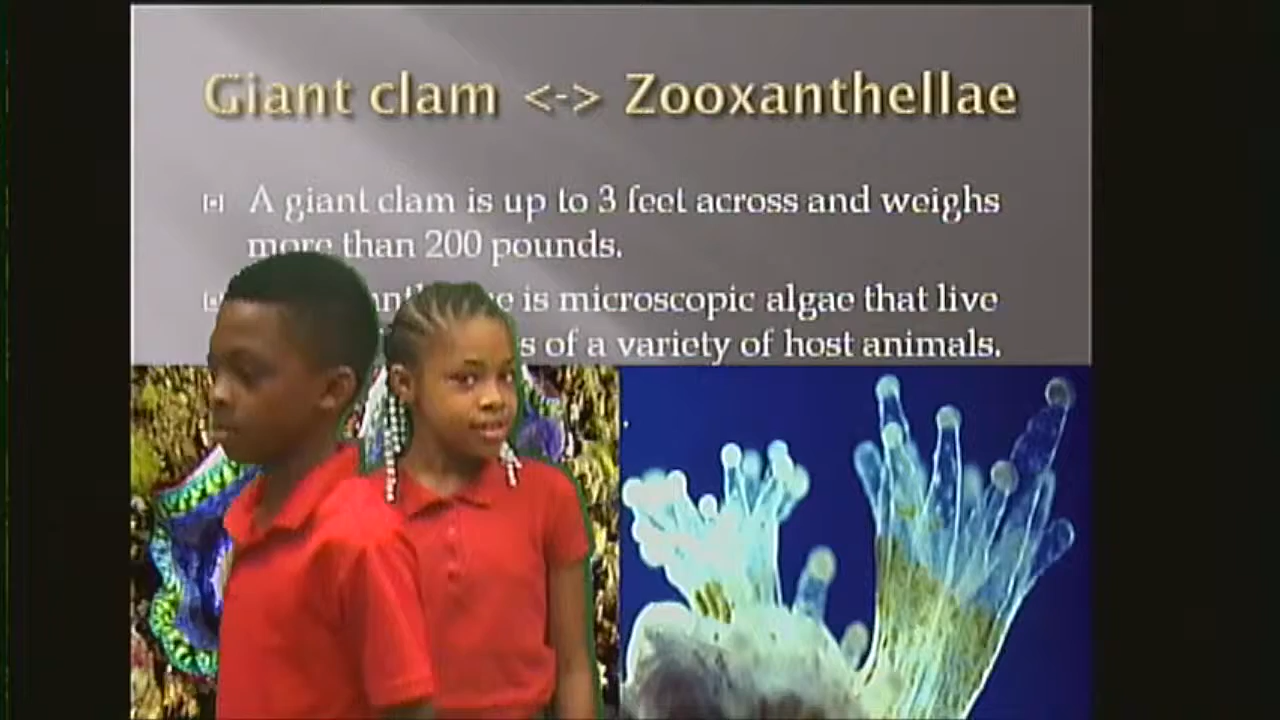 Giant clam <-> Zooxanthellae
A giant clam is up to 3 feet across and weighs
more than 200 pounds.
is microscopic algae that live
of a variety of host animals.